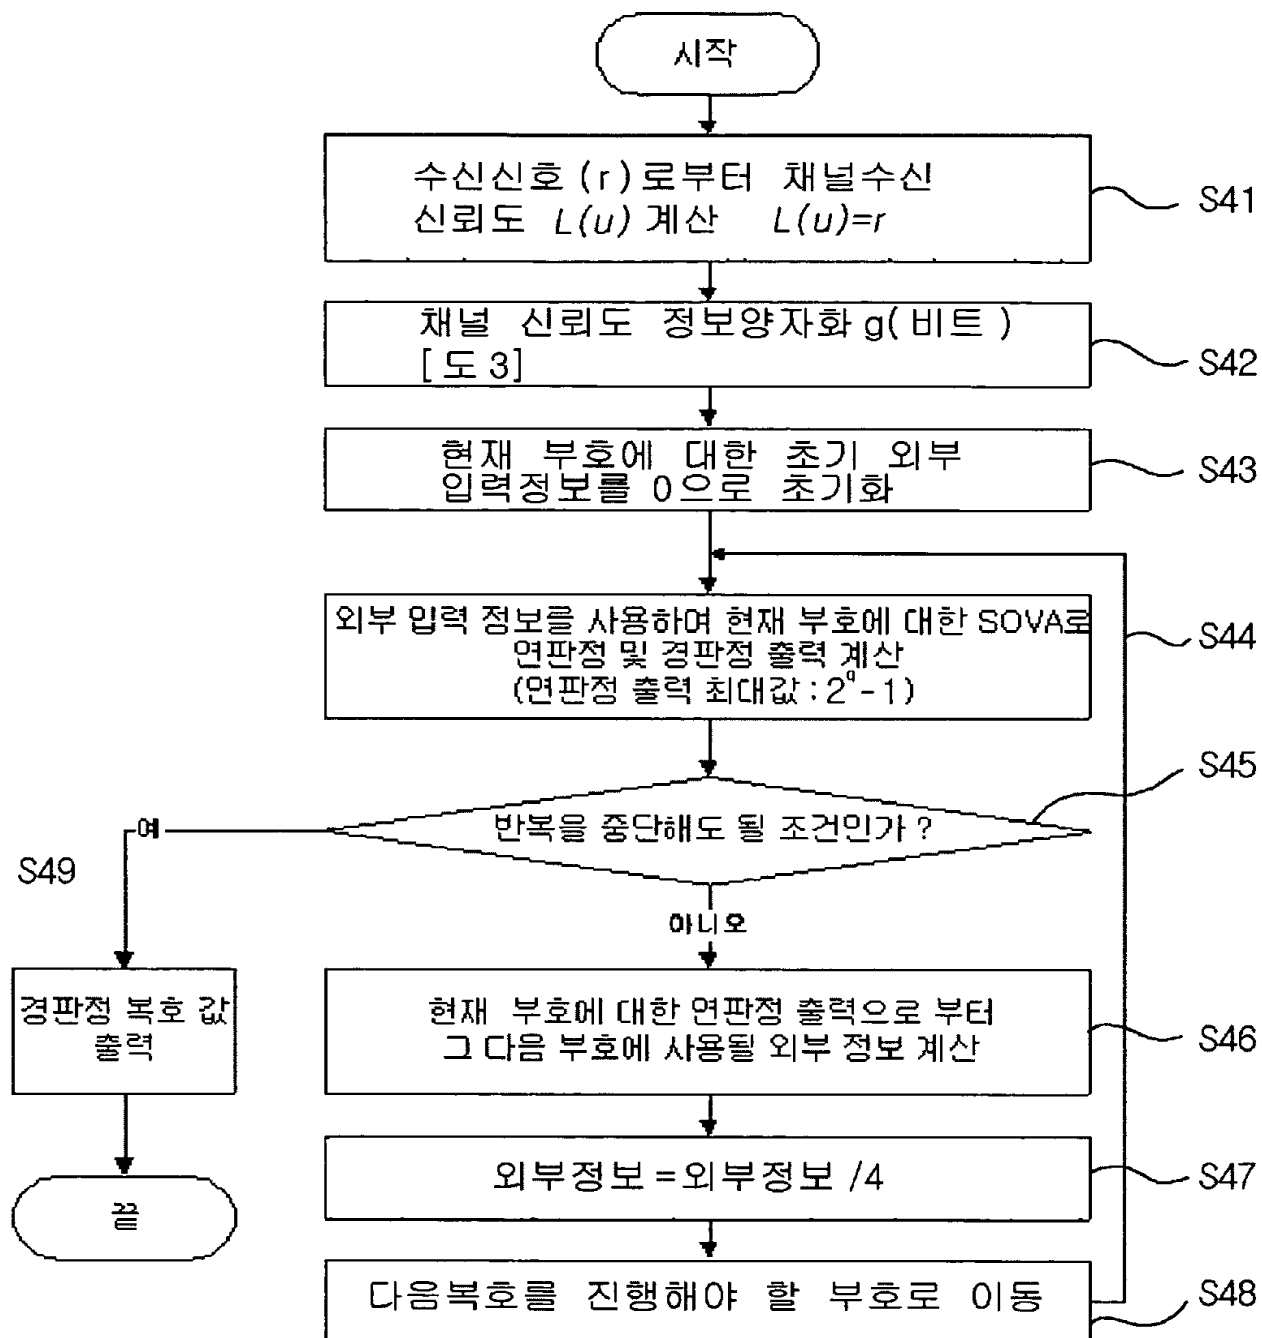 시작
수신신호 (r)로부터 채널수신
신뢰도 L(u) 계산 L(u)=r
S41
채널 신뢰도 정보양자화 g(비트)
[도 3]
S42
현재 부호에 대한 초기 외부
입력정보를 0으로 초기화
S43
외부 입력 정보를 사용하며 현재 부호에 대한 SOVA로
연판정 및 경판정 출력 계산
(연판정 출력 최대값 : 2^q - 1)
S44
S45
반복을 중단해도 될 조건인가 ?
예
S49
아니오
경판정 복호 값
출력
현재 부호에 대한 연판정 출력으로 부터
그 다음 부호에 사용될 외부 정보 계산
S46
외부정보 = 외부정보 /4
S47
끝
다음복호를 진행해야 할 부호로 이동
S48